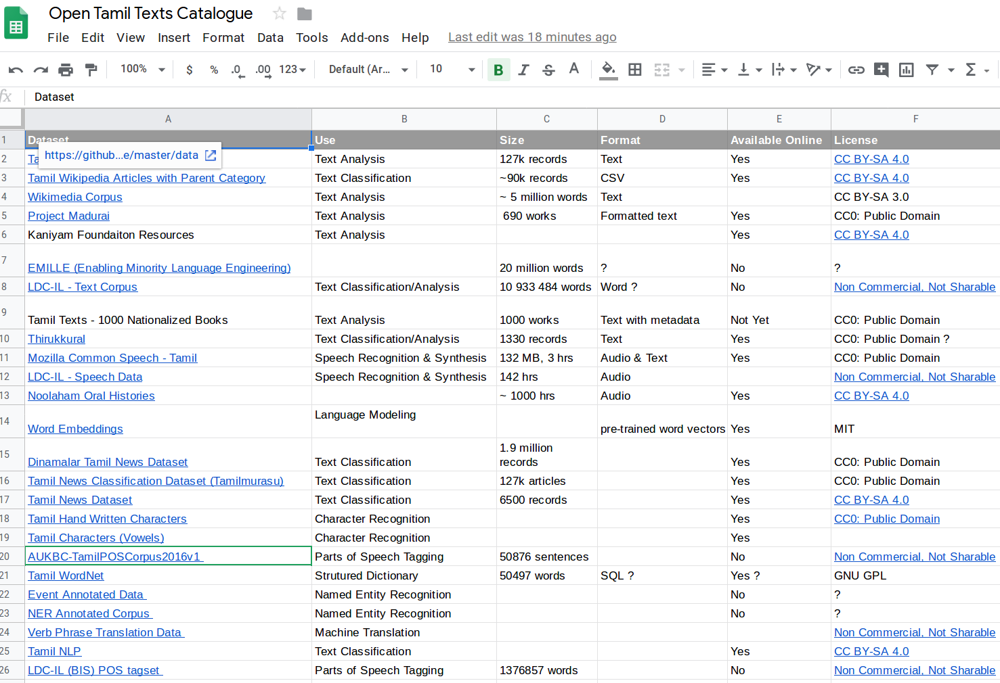 Open Tamil Texts Catalogue
File Edit View Insert Format Data Tools Add-ons Help Last edit was 18 minutes ago
100% $ % .0 .00 123 Default (Ar... 10 B I S A
fx Dataset
A B C D E F
1 Dataset Use Size Format Available Online License
https://github...e/master/data
2 Ta Text Analysis 127k records Text Yes CC BY-SA 4.0
3 Tamil Wikipedia Articles with Parent Category Text Classification ~90k records CSV Yes CC BY-SA 4.0
4 Wikimedia Corpus Text Analysis ~ 5 million words Text CC BY-SA 3.0
5 Project Madurai Text Analysis 690 works Formatted text Yes CC0: Public Domain
6 Kaniyam Foundaiton Resources Text Analysis Yes CC BY-SA 4.0
7 EMILLE (Enabling Minority Language Engineering) 20 million words ? No ?
8 LDC-IL - Text Corpus Text Classification/Analysis 10 933 484 words Word ? No Non Commercial, Not Sharable
9 Tamil Texts - 1000 Nationalized Books Text Analysis 1000 works Text with metadata Not Yet CC0: Public Domain
10 Thirukkural Text Classification/Analysis 1330 records Text Yes CC0: Public Domain ?
11 Mozilla Common Speech - Tamil Speech Recognition & Synthesis 132 MB, 3 hrs Audio & Text Yes CC0: Public Domain
12 LDC-IL - Speech Data Speech Recognition & Synthesis 142 hrs Audio Non Commercial, Not Sharable
13 Noolaham Oral Histories ~ 1000 hrs Audio Yes CC BY-SA 4.0
14 Word Embeddings Language Modeling pre-trained word vectors Yes MIT
15 Dinamalar Tamil News Dataset Text Classification 1.9 million records Yes CC0: Public Domain
16 Tamil News Classification Dataset (Tamilmurasu) Text Classification 127k articles Yes CC0: Public Domain
17 Tamil News Dataset Text Classification 6500 records Yes CC BY-SA 4.0
18 Tamil Hand Written Characters Character Recognition Yes CC0: Public Domain
19 Tamil Characters (Vowels) Character Recognition Yes
20 AUKBC-TamilPOSCorpus2016v1 Parts of Speech Tagging 50876 sentences No Non Commercial, Not Sharable
21 Tamil WordNet Strutured Dictionary 50497 words SQL ? Yes ? GNU GPL
22 Event Annotated Data Named Entity Recognition No ?
23 NER Annotated Corpus Named Entity Recognition No ?
24 Verb Phrase Translation Data Machine Translation Non Commercial, Not Sharable
25 Tamil NLP Text Classification Yes CC BY-SA 4.0
26 LDC-IL (BIS) POS tagset Parts of Speech Tagging 1376857 words No Non Commercial, Not Sharable